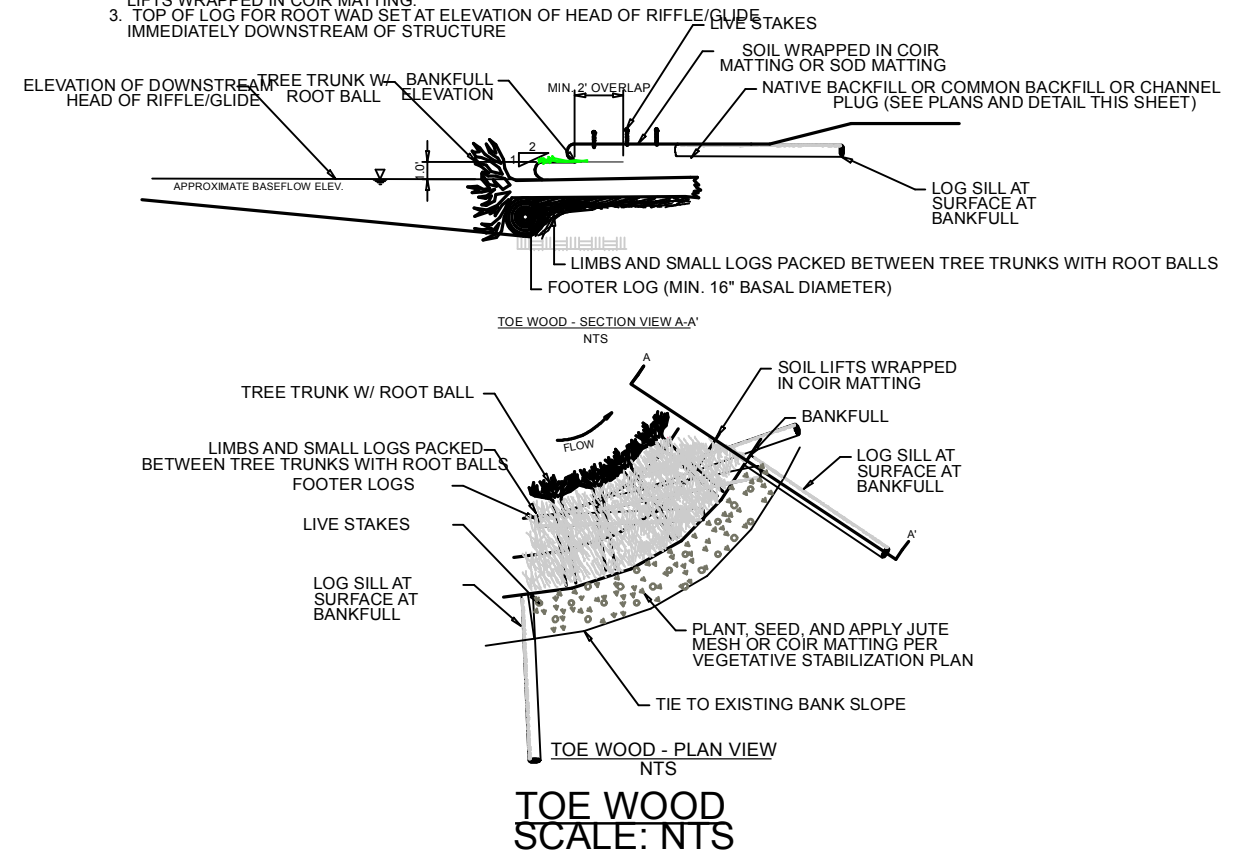 LIFTS WRAPPED IN COIR MATTING.
3. TOP OF LOG FOR ROOT WAD SET AT ELEVATION OF HEAD OF RIFFLE/GLIDE
IMMEDIATELY DOWNSTREAM OF STRUCTURE
LIVE STAKES
SOIL WRAPPED IN COIR
MATTING OR SOD MATTING
ELEVATION OF DOWNSTREAM
HEAD OF RIFFLE/GLIDE
TREE TRUNK W/
ROOT BALL
BANKFULL
ELEVATION
MIN. 2' OVERLAP
NATIVE BACKFILL OR COMMON BACKFILL OR CHANNEL
PLUG (SEE PLANS AND DETAIL THIS SHEET)
2
1
1.0'
APPROXIMATE BASEFLOW ELEV.
LOG SILL AT
SURFACE AT
BANKFULL
LIMBS AND SMALL LOGS PACKED BETWEEN TREE TRUNKS WITH ROOT BALLS
FOOTER LOG (MIN. 16" BASAL DIAMETER)
TOE WOOD - SECTION VIEW A-A'
NTS
A
SOIL LIFTS WRAPPED
IN COIR MATTING
TREE TRUNK W/ ROOT BALL
BANKFULL
FLOW
LIMBS AND SMALL LOGS PACKED
BETWEEN TREE TRUNKS WITH ROOT BALLS
LOG SILL AT
SURFACE AT
BANKFULL
FOOTER LOGS
LIVE STAKES
A'
LOG SILL AT
SURFACE AT
BANKFULL
PLANT, SEED, AND APPLY JUTE
MESH OR COIR MATTING PER
VEGETATIVE STABILIZATION PLAN
TIE TO EXISTING BANK SLOPE
TOE WOOD - PLAN VIEW
NTS
TOE WOOD
SCALE: NTS